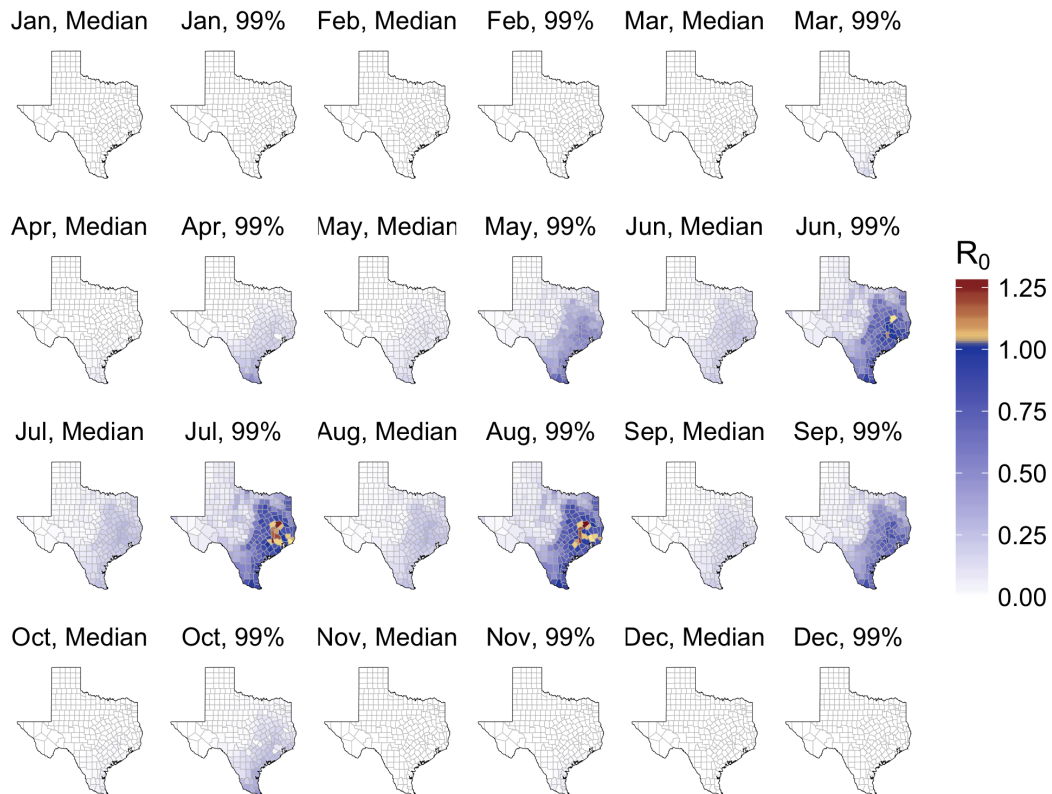 Jan, Median Jan, 99% Feb, Median Feb, 99% Mar, Median Mar, 99%
Apr, Median Apr, 99% May, Median May, 99% Jun, Median Jun, 99%
R0
1.25
1.00
0.75
0.50
0.25
0.00
Jul, Median Jul, 99% Aug, Median Aug, 99% Sep, Median Sep, 99%
Oct, Median Oct, 99% Nov, Median Nov, 99% Dec, Median Dec, 99%